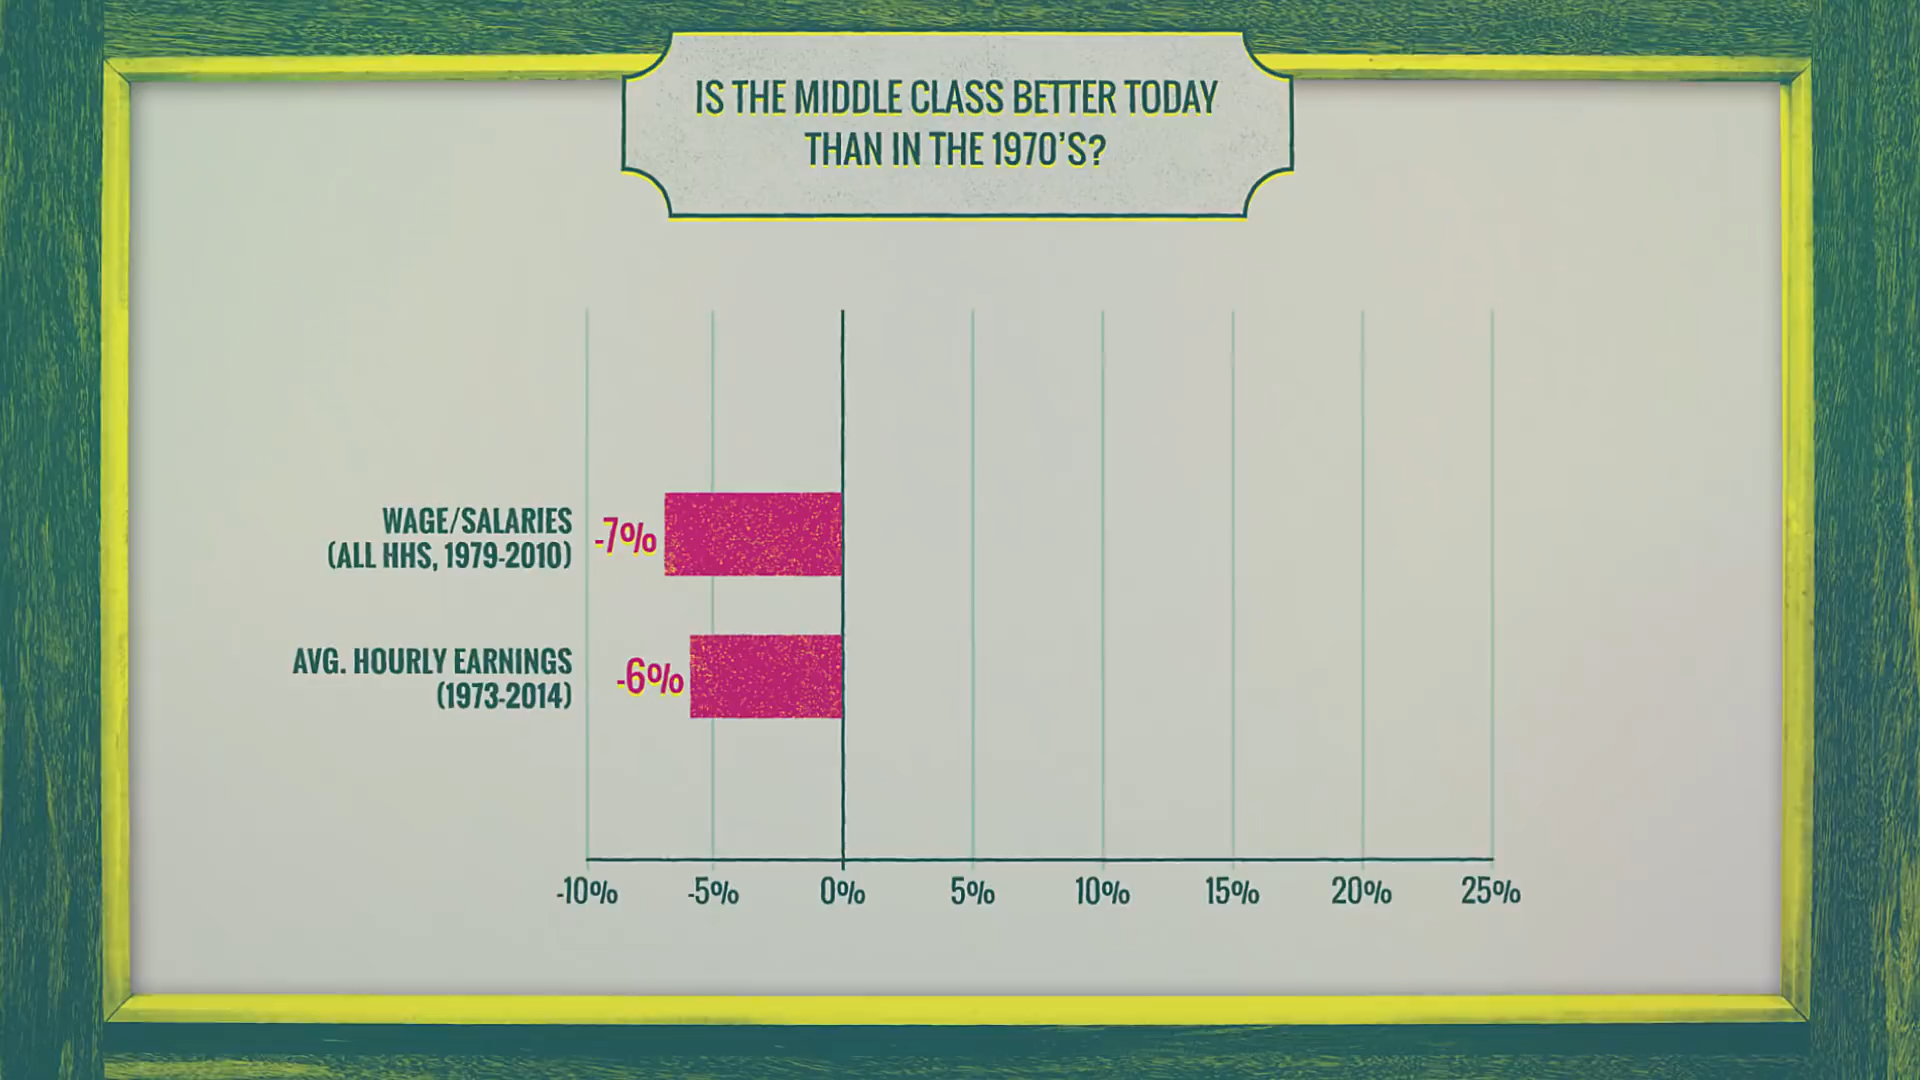 IS THE MIDDLE CLASS BETTER TODAY
THAN IN THE 1970'S?
WAGE/SALARIES
(ALL HHS, 1979-2010)
-7%
AVG. HOURLY EARNINGS
(1973-2014)
-6%
-10% -5% 0% 5% 10% 15% 20% 25%